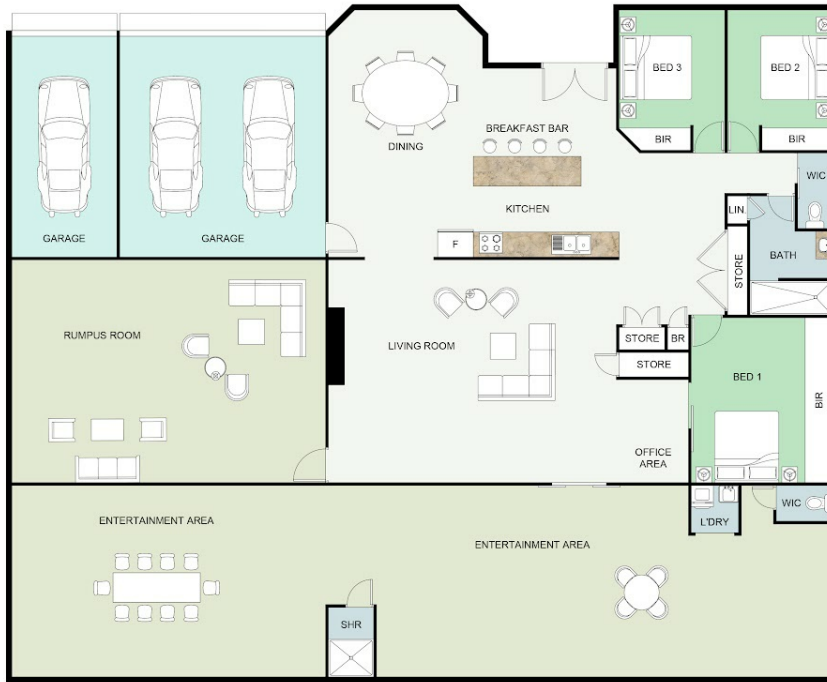 BED 3
BED 2
BREAKFAST BAR
DINING
BIR
BIR
WIC
KITCHEN
LIN
GARAGE
GARAGE
F
BATH
STORE
RUMPUS ROOM
LIVING ROOM
STORE
BR
STORE
BED 1
BIR
OFFICE
AREA
WIC
ENTERTAINMENT AREA
L'DRY
ENTERTAINMENT AREA
SHR